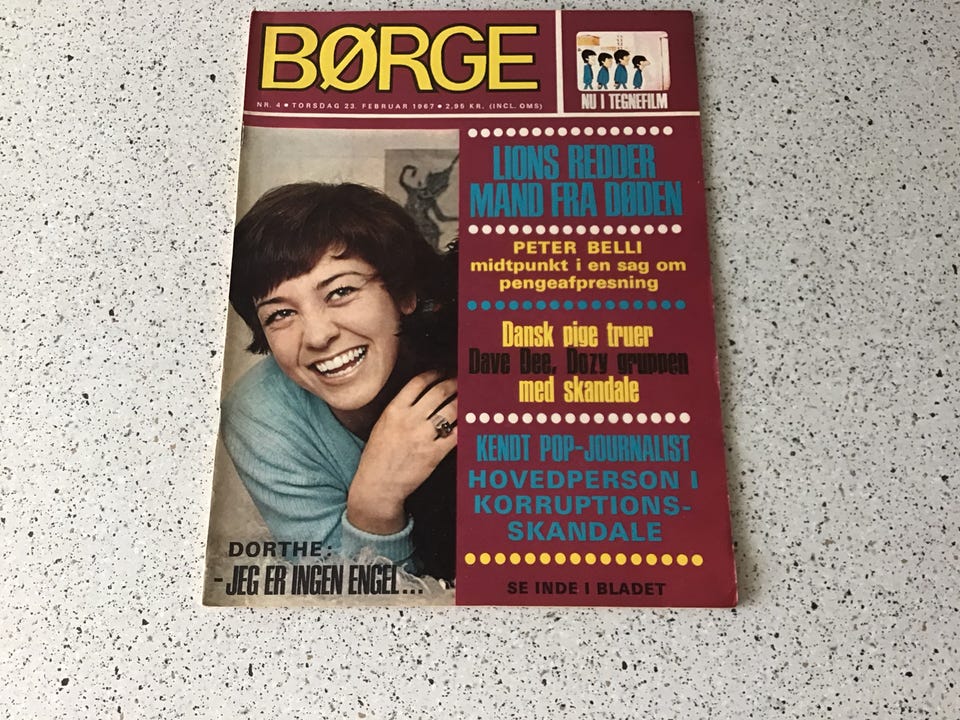 BØRGE
NR. 4 ● TORSDAG 23. FEBRUAR 1967 ● 2,95 KR. (INCL. OMS)
NU I TEGNEFILM
LIONS REDDER
MAND FRA DØDEN
PETER BELLI
midtpunkt i en sag om
pengeafpresning
Dansk pige truer
Dave Dee, Dozy gruppen
med skandale
KENDT POP-JOURNALIST
HOVEDPERSON I
KORRUPTIONS-
SKANDALE
SE INDE I BLADET
DORTHE:
- JEG ER INGEN ENGEL...